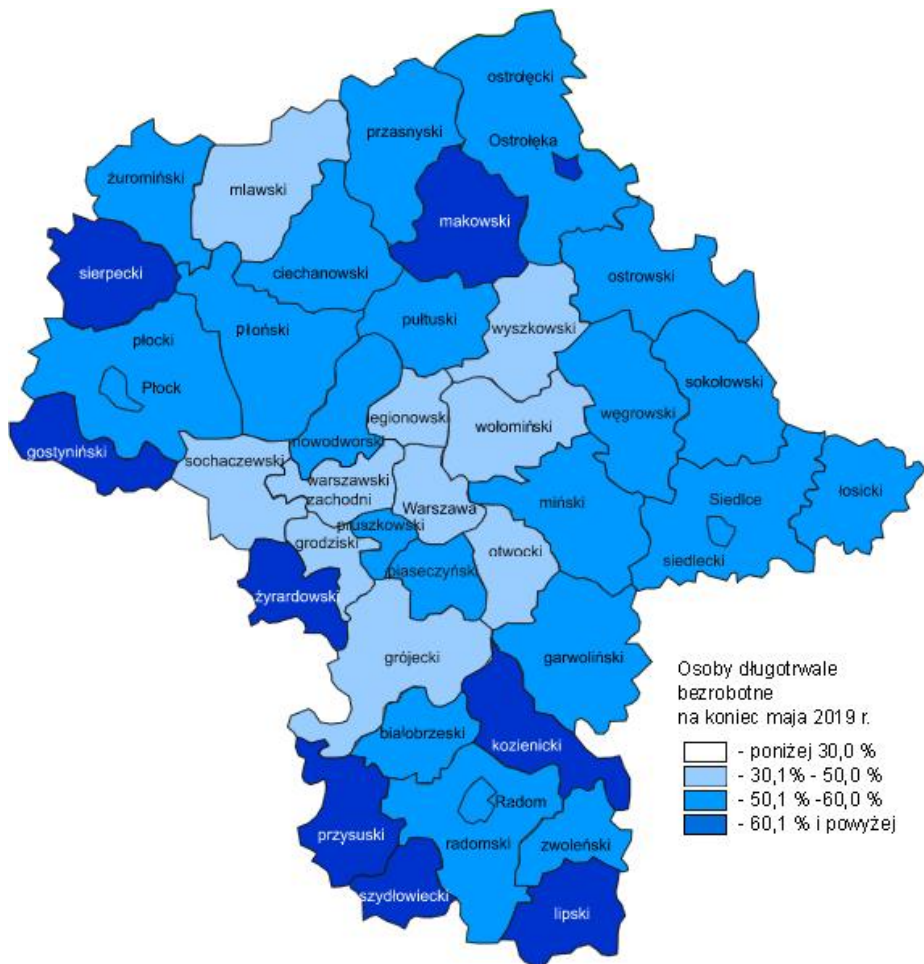 ostrołęcki
przasnyski
Ostrołęka
żuromiński
mlawski
makowski
sierpecki
ciechanowski
ostrowski
pułtuski
wyszkowski
płocki
płoński
Płock
sokołowski
węgrowski
legionowski
wołomiński
nowodworski
gostyniński
sochaczewski
warszawski
zachodni
Warszawa
miński
Siedlce
łosicki
pruszkowski
grodziski
otwocki
siedlecki
piaseczyński
żyrardowski
grójecki
garwoliński
Osoby długotrwale
bezrobotne
na koniec maja 2019 r.
białobrzeski
kozienicki
- poniżej 30,0 %
- 30,1% - 50,0 %
- 50,1 % -60,0 %
- 60,1 % i powyżej
Radom
przysuski
radomski
zwoleński
szydłowiecki
lipski